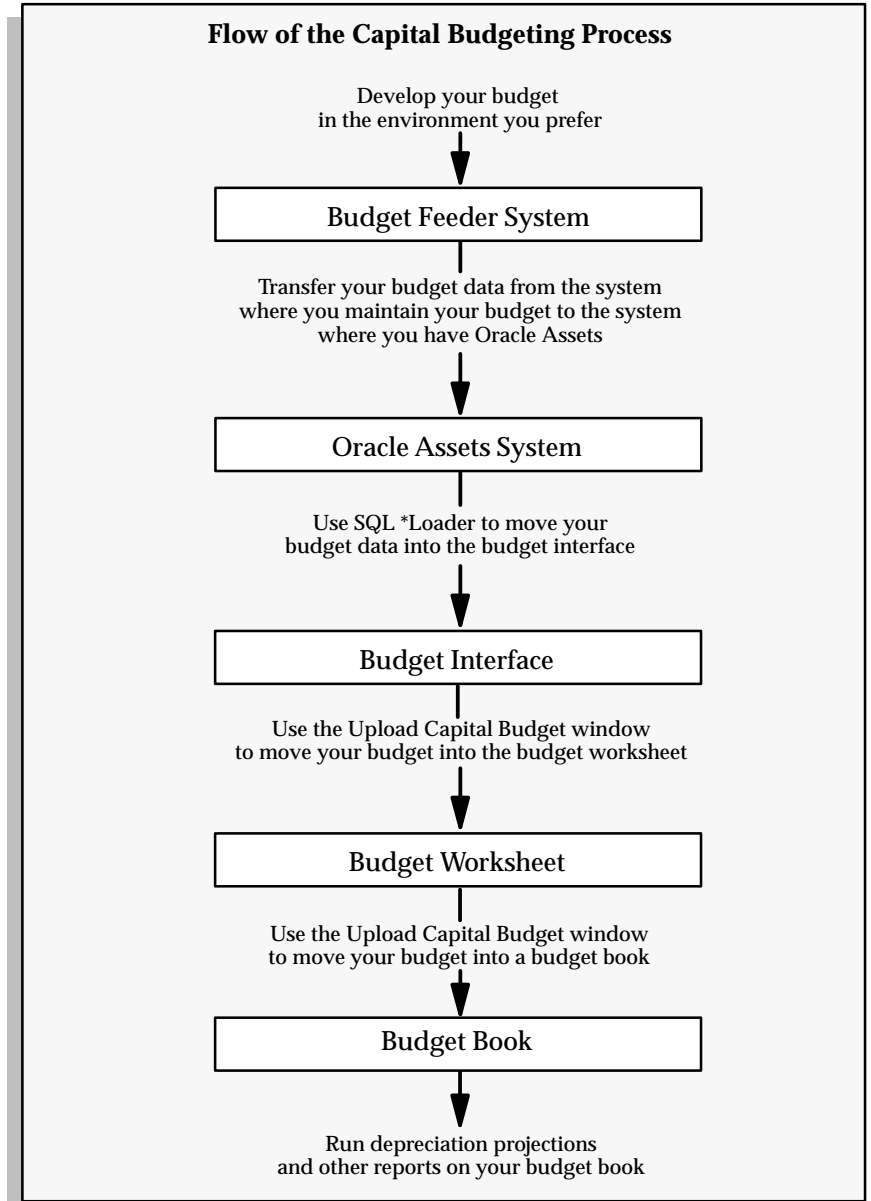 Flow of the Capital Budgeting Process
Develop your budget
in the environment you prefer
Budget Feeder System
Transfer your budget data from the system
where you maintain your budget to the system
where you have Oracle Assets
Oracle Assets System
Use SQL *Loader to move your
budget data into the budget interface
Budget Interface
Use the Upload Capital Budget window
to move your budget into the budget worksheet
Budget Worksheet
Use the Upload Capital Budget window
to move your budget into a budget book
Budget Book
Run depreciation projections
and other reports on your budget book